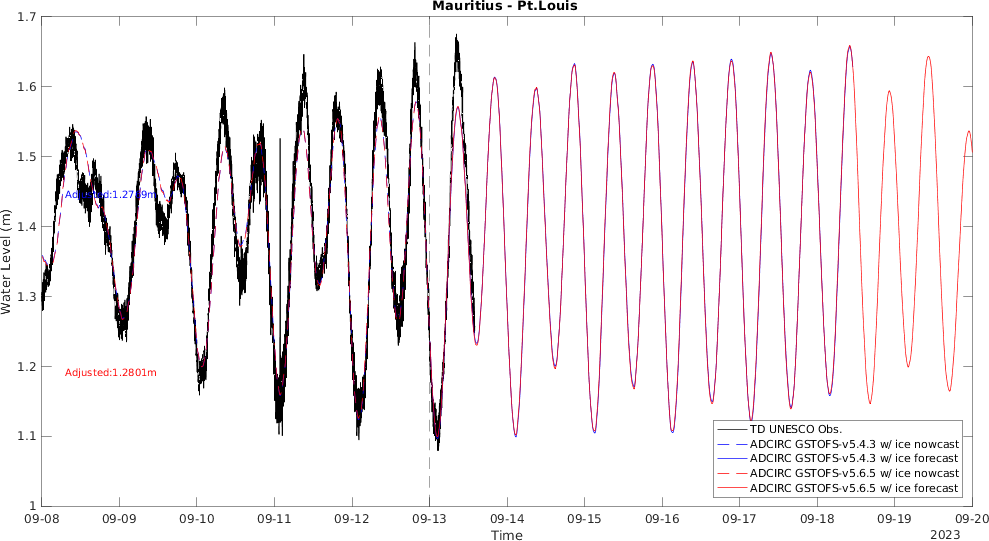 Mauritius - Pt.Louis
1.7
1.6
1.5
1.4
1.3
1.2
1.1
1
Water Level (m)
Adjusted:1.2789m
Adjusted:1.2801m
TD UNESCO Obs.
ADCIRC GSTOFS-v5.4.3 w/ ice nowcast
ADCIRC GSTOFS-v5.4.3 w/ ice forecast
ADCIRC GSTOFS-v5.6.5 w/ ice nowcast
ADCIRC GSTOFS-v5.6.5 w/ ice forecast
09-08 09-09 09-10 09-11 09-12 09-13 09-14 09-15 09-16 09-17 09-18 09-19 09-20
Time
2023